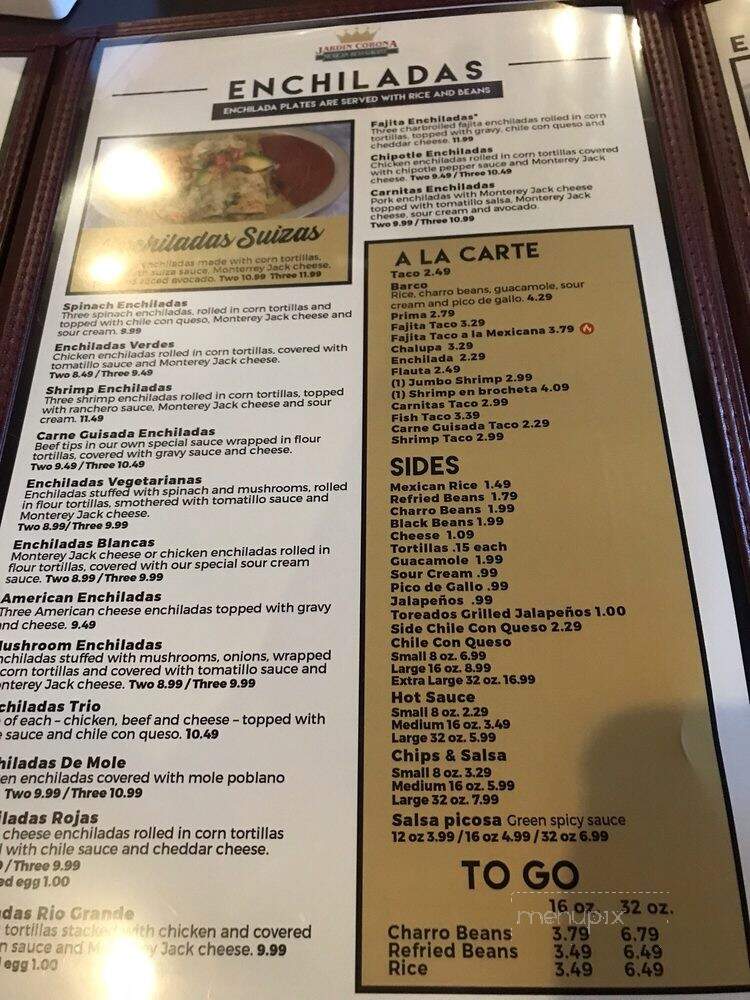 JARDIN CORONA
MEXICAN RESTAURANT
ENCHILADAS
ENCHILADA PLATES ARE SERVED WITH RICE AND BEANS
Enchiladas Suizas
enchiladas made with corn tortillas,
with suiza sauce, Monterey Jack cheese,
sliced avocado. Two 10.99 Three 11.99
Spinach Enchiladas
Three spinach enchiladas, rolled in corn tortillas and
topped with chile con queso, Monterey Jack cheese and
sour cream. 9.99
Enchiladas Verdes
Chicken enchiladas rolled in corn tortillas, covered with
tomatillo sauce and Monterey Jack cheese.
Two 8.49 / Three 9.49
Shrimp Enchiladas
Three shrimp enchiladas rolled in corn tortillas, topped
with ranchero sauce, Monterey Jack cheese and sour
cream. 11.49
Carne Guisada Enchiladas
Beef tips in our own special sauce wrapped in flour
tortillas, covered with gravy sauce and cheese.
Two 9.49 / Three 10.49
Enchiladas Vegetarianas
Enchiladas stuffed with spinach and mushrooms, rolled
in flour tortillas, smothered with tomatillo sauce and
Monterey Jack cheese.
Two 8.99/ Three 9.99
Enchiladas Blancas
Monterey Jack cheese or chicken enchiladas rolled in
flour tortillas, covered with our special sour cream
sauce. Two 8.99 / Three 9.99
American Enchiladas
Three American cheese enchiladas topped with gravy
and cheese. 9.49
Mushroom Enchiladas
nchiladas stuffed with mushrooms, onions, wrapped
corn tortillas and covered with tomatillo sauce and
nterey Jack cheese. Two 8.99 / Three 9.99
chiladas Trio
of each – chicken, beef and cheese – topped with
sauce and chile con queso. 10.49
hiladas De Mole
en enchiladas covered with mole poblano
Two 9.99 / Three 10.99
iladas Rojas
cheese enchiladas rolled in corn tortillas
with chile sauce and cheddar cheese.
/ Three 9.99
ed egg 1.00
das Rio Grande
tortillas stacked with chicken and covered
n sauce and Monterey Jack cheese. 9.99
egg 1.00
Fajita Enchiladas*
Three charbroiled fajita enchiladas rolled in corn
tortillas, topped with gravy, chile con queso and
cheddar cheese. 11.99
Chipotle Enchiladas
Chicken enchiladas rolled in corn tortillas covered
with chipotle pepper sauce and Monterey Jack
cheese. Two 9.49 / Three 10.49
Carnitas Enchiladas
Pork enchiladas with Monterey Jack cheese
topped with tomatillo salsa, Monterey Jack
cheese, sour cream and avocado.
Two 9.99 / Three 10.99
A LA CARTE
Taco 2.49
Barco
Rice, charro beans, guacamole, sour
cream and pico de gallo. 4.29
Prima 2.79
Fajita Taco 3.29
Fajita Taco a la Mexicana 3.79
Chalupa 3.29
Enchilada 2.29
Flauta 2.49
(1) Jumbo Shrimp 2.99
(1) Shrimp en brocheta 4.09
Carnitas Taco 2.99
Fish Taco 3.39
Carne Guisada Taco 2.29
Shrimp Taco 2.99
SIDES
Mexican Rice 1.49
Refried Beans 1.79
Charro Beans 1.99
Black Beans 1.99
Cheese 1.09
Tortillas .15 each
Guacamole 1.99
Sour Cream .99
Pico de Gallo .99
Jalapeños .99
Toreados Grilled Jalapeños 1.00
Side Chile Con Queso 2.29
Chile Con Queso
Small 8 oz. 6.99
Large 16 oz. 8.99
Extra Large 32 oz. 16.99
Hot Sauce
Small 8 oz. 2.29
Medium 16 oz. 3.49
Large 32 oz. 5.99
Chips & Salsa
Small 8 oz. 3.29
Medium 16 oz. 5.99
Large 32 oz. 7.99
Salsa picosa Green spicy sauce
12 oz 3.99 / 16 oz 4.99 / 32 oz 6.99
TO GO
16 oz. 32 oz.
menupix
Charro Beans 3.79 6.79
Refried Beans 3.49 6.49
Rice 3.49 6.49